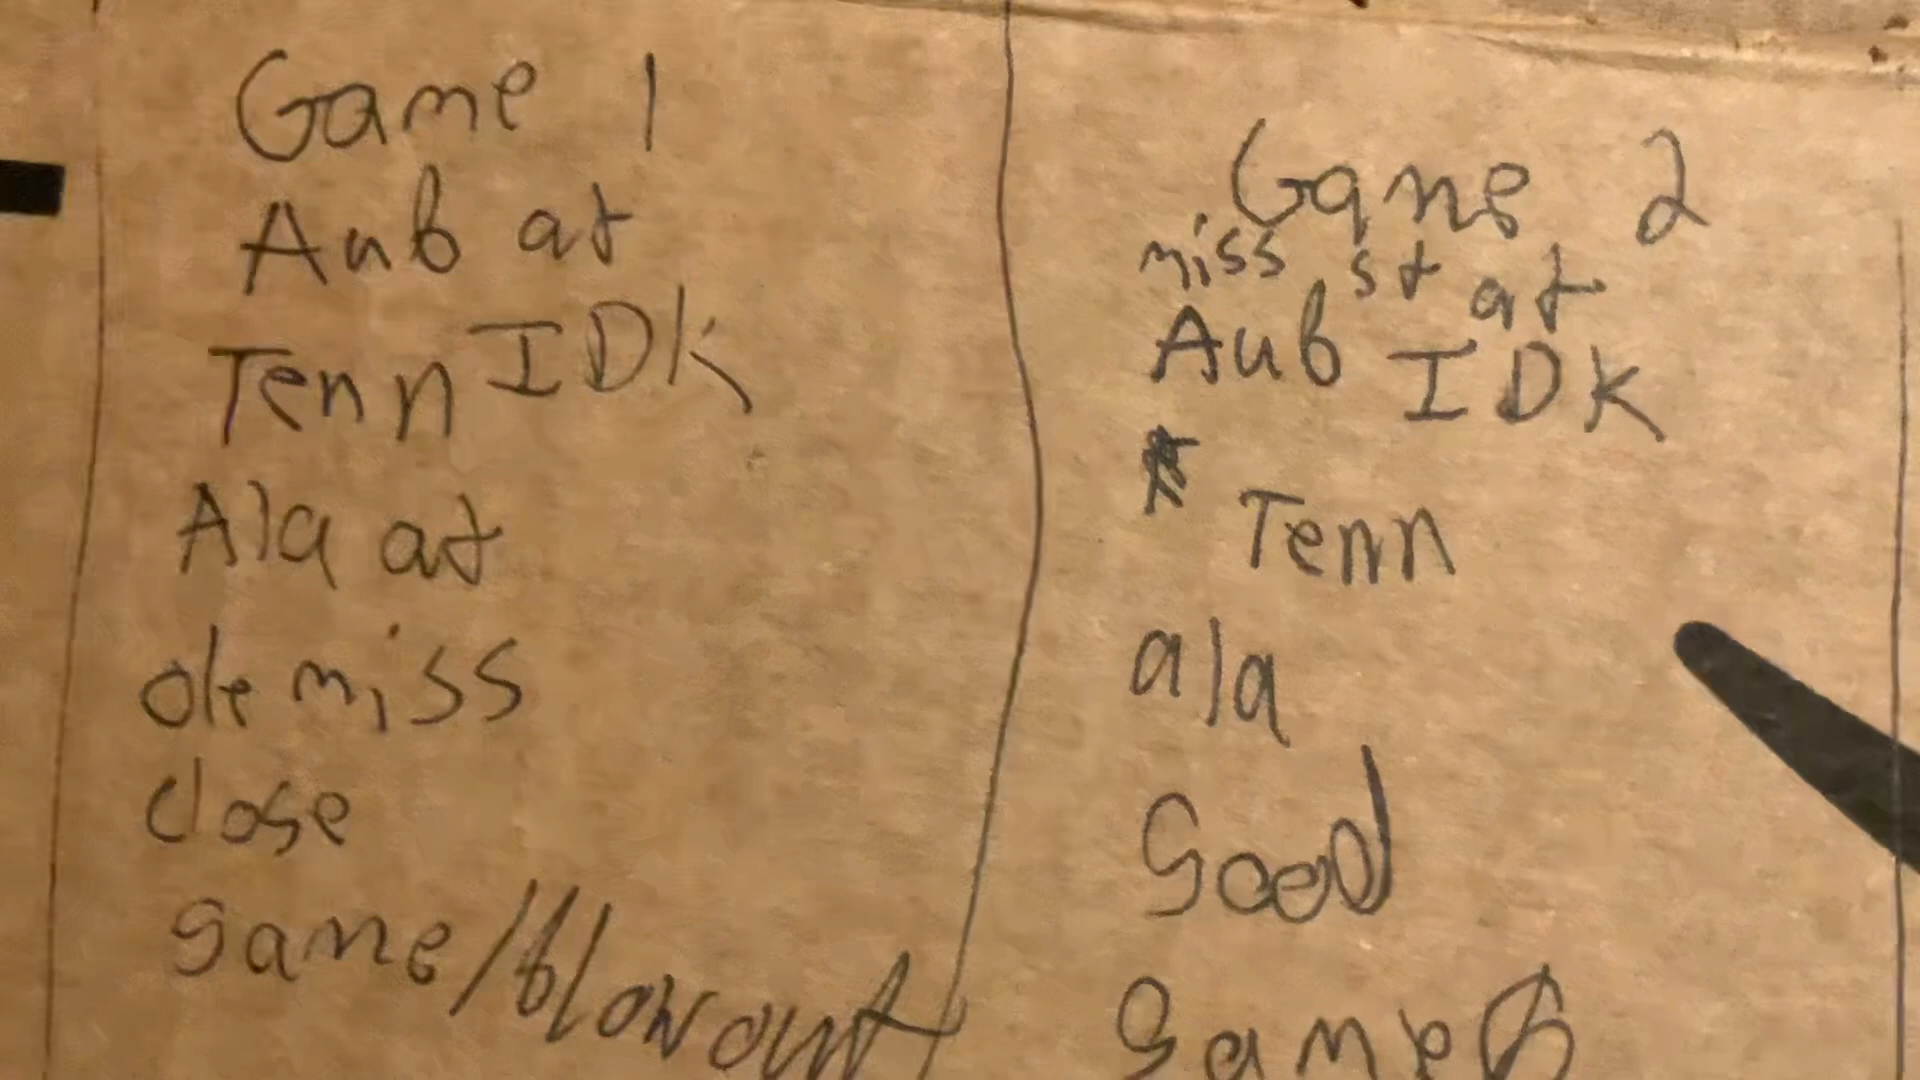 Game 1
Aub at
Tenn IDK
Ala at
ole miss
close
game/blowout
Game 2
miss st at
Aub IDK
Tenn
ala
Good
Game